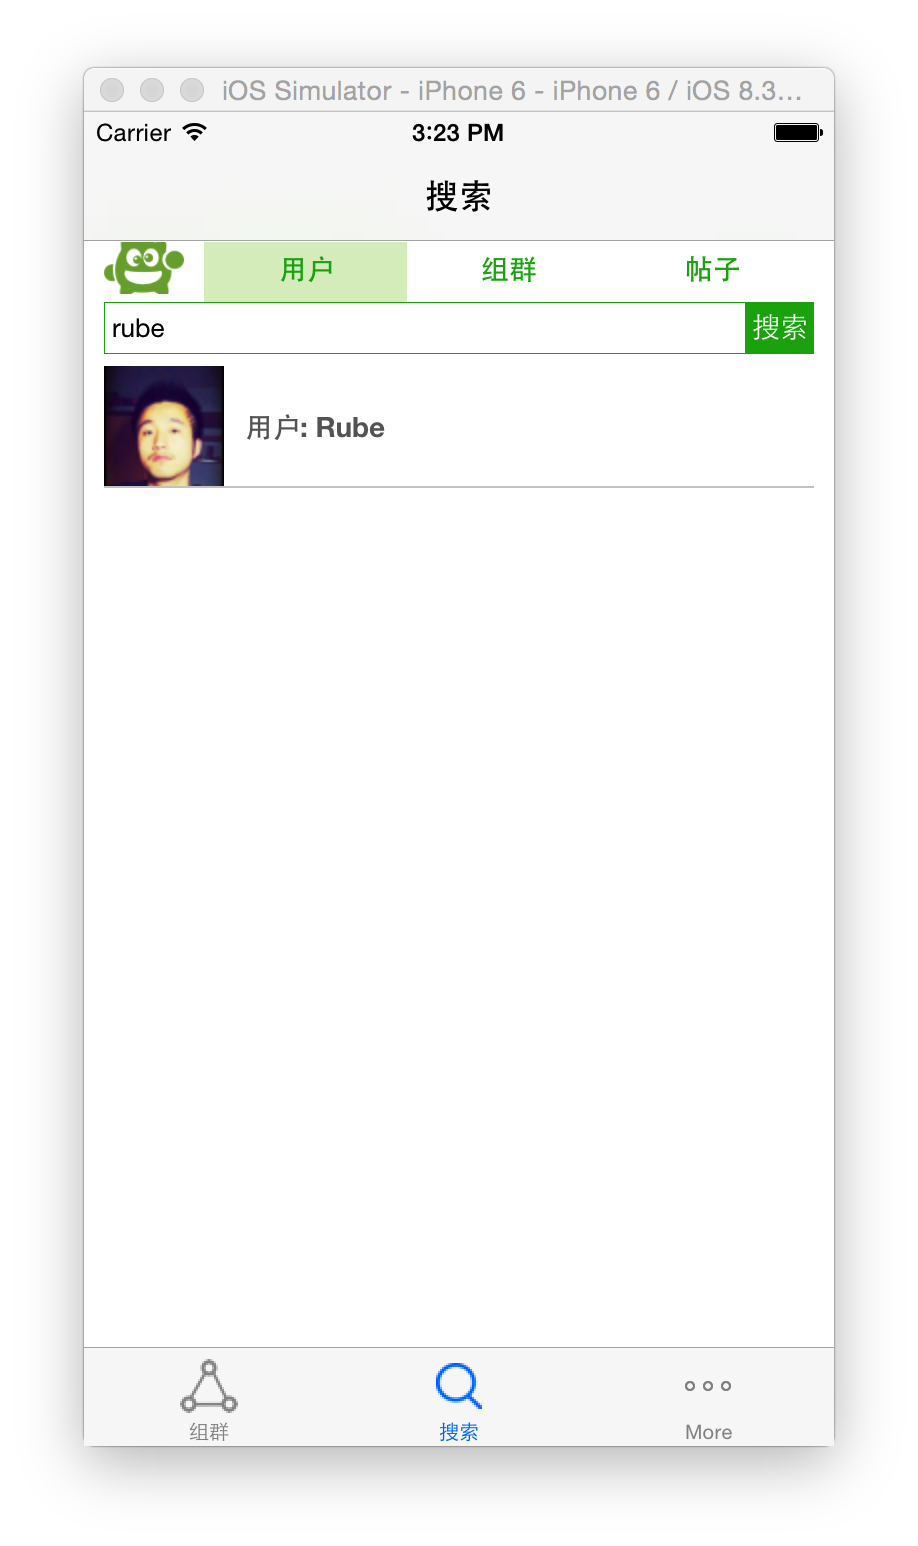 iOS Simulator - iPhone 6 - iPhone 6 / iOS 8.3...
Carrier 3:23 PM
搜索
用户 组群 帖子
rube 搜索
用户: Rube
组群 搜索 More